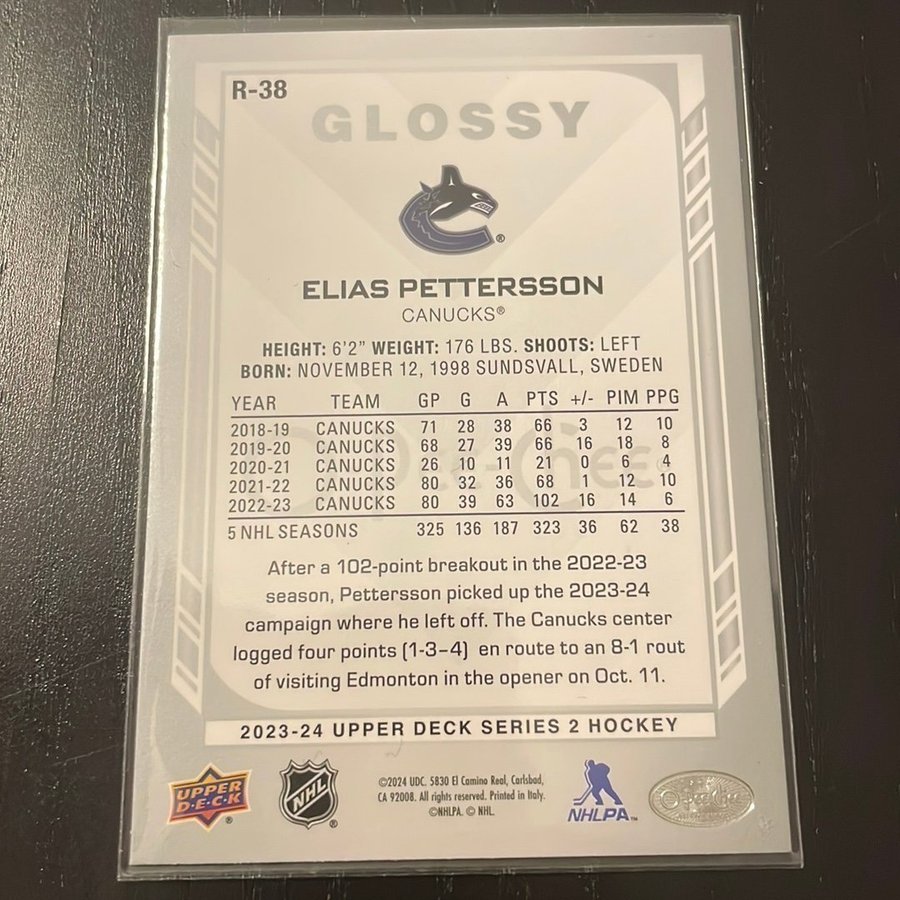 R-38
GLOSSY
®
ELIAS PETTERSSON
CANUCKS®
HEIGHT: 6'2" WEIGHT: 176 LBS. SHOOTS: LEFT
BORN: NOVEMBER 12, 1998 SUNDSVALL, SWEDEN
YEAR TEAM GP G A PTS +/- PIM PPG
2018-19 CANUCKS 71 28 38 66 3 12 10
2019-20 CANUCKS 68 27 39 66 16 18 8
2020-21 CANUCKS 26 10 11 21 0 6 4
2021-22 CANUCKS 80 32 36 68 1 12 10
2022-23 CANUCKS 80 39 63 102 16 14 6
5 NHL SEASONS 325 136 187 323 36 62 38
After a 102-point breakout in the 2022-23
season, Pettersson picked up the 2023-24
campaign where he left off. The Canucks center
logged four points (1-3–4) en route to an 8-1 rout
of visiting Edmonton in the opener on Oct. 11.
2023-24 UPPER DECK SERIES 2 HOCKEY
UPPER
D·E·C·K
®
NHL
®
©2024 UDC. 5830 El Camino Real, Carlsbad,
CA 92008. All rights reserved. Printed in Italy.
©NHLPA. © NHL.
NHLPA™
O-Pee-Chee